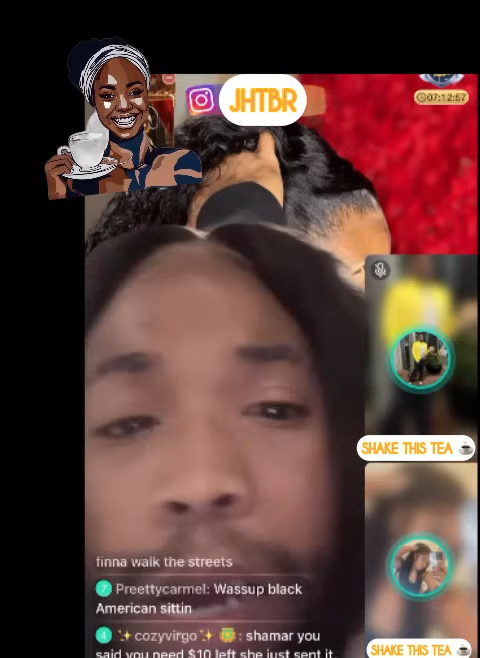 JHTBR
07:12:57
SHAKE THIS TEA
finna walk the streets
7 Preettycarmel: Wassup black
American sittin
4 ✨cozyvirgo✨ : shamar you
said you need $10 left she just sent it.
SHAKE THIS TEA